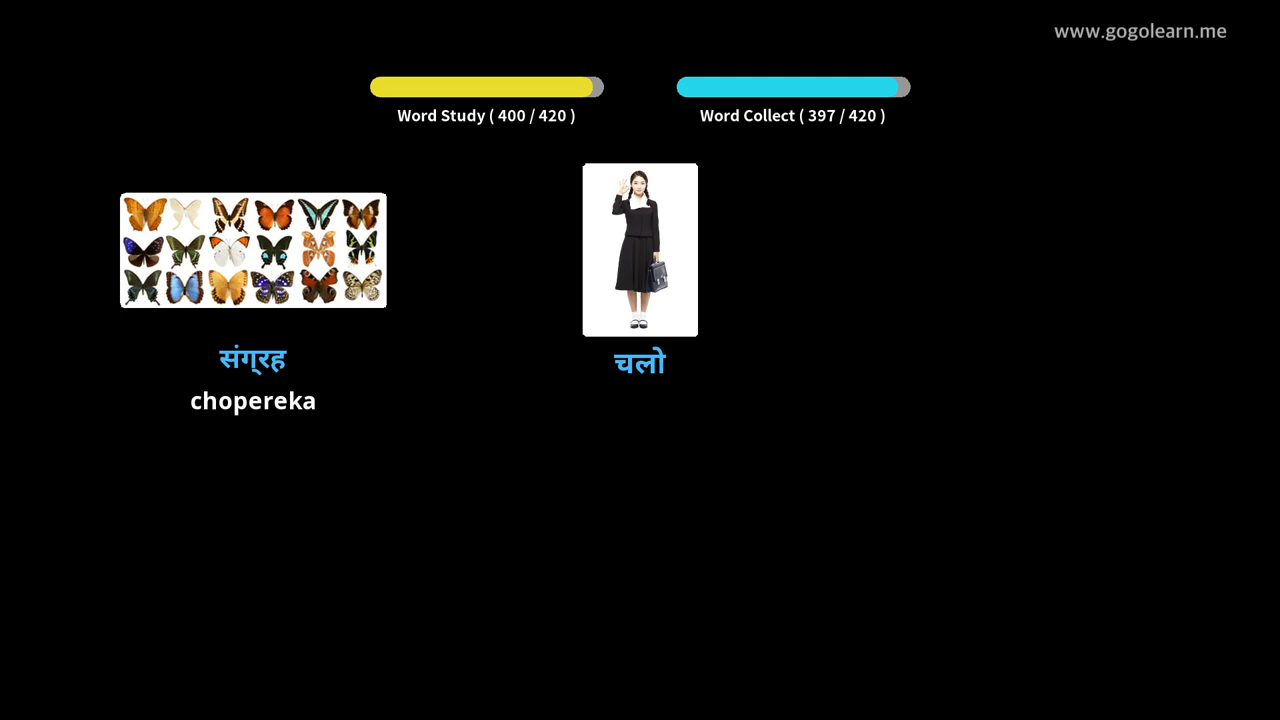 www.gogolearn.me
Word Study ( 400 / 420 )
Word Collect ( 397 / 420 )
संग्रह
chopereka
चलो